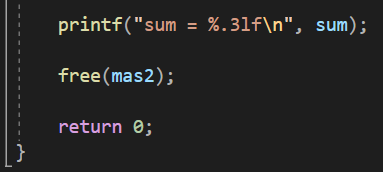 printf("sum = %.3lf\n", sum);
free(mas2);
return 0;
}